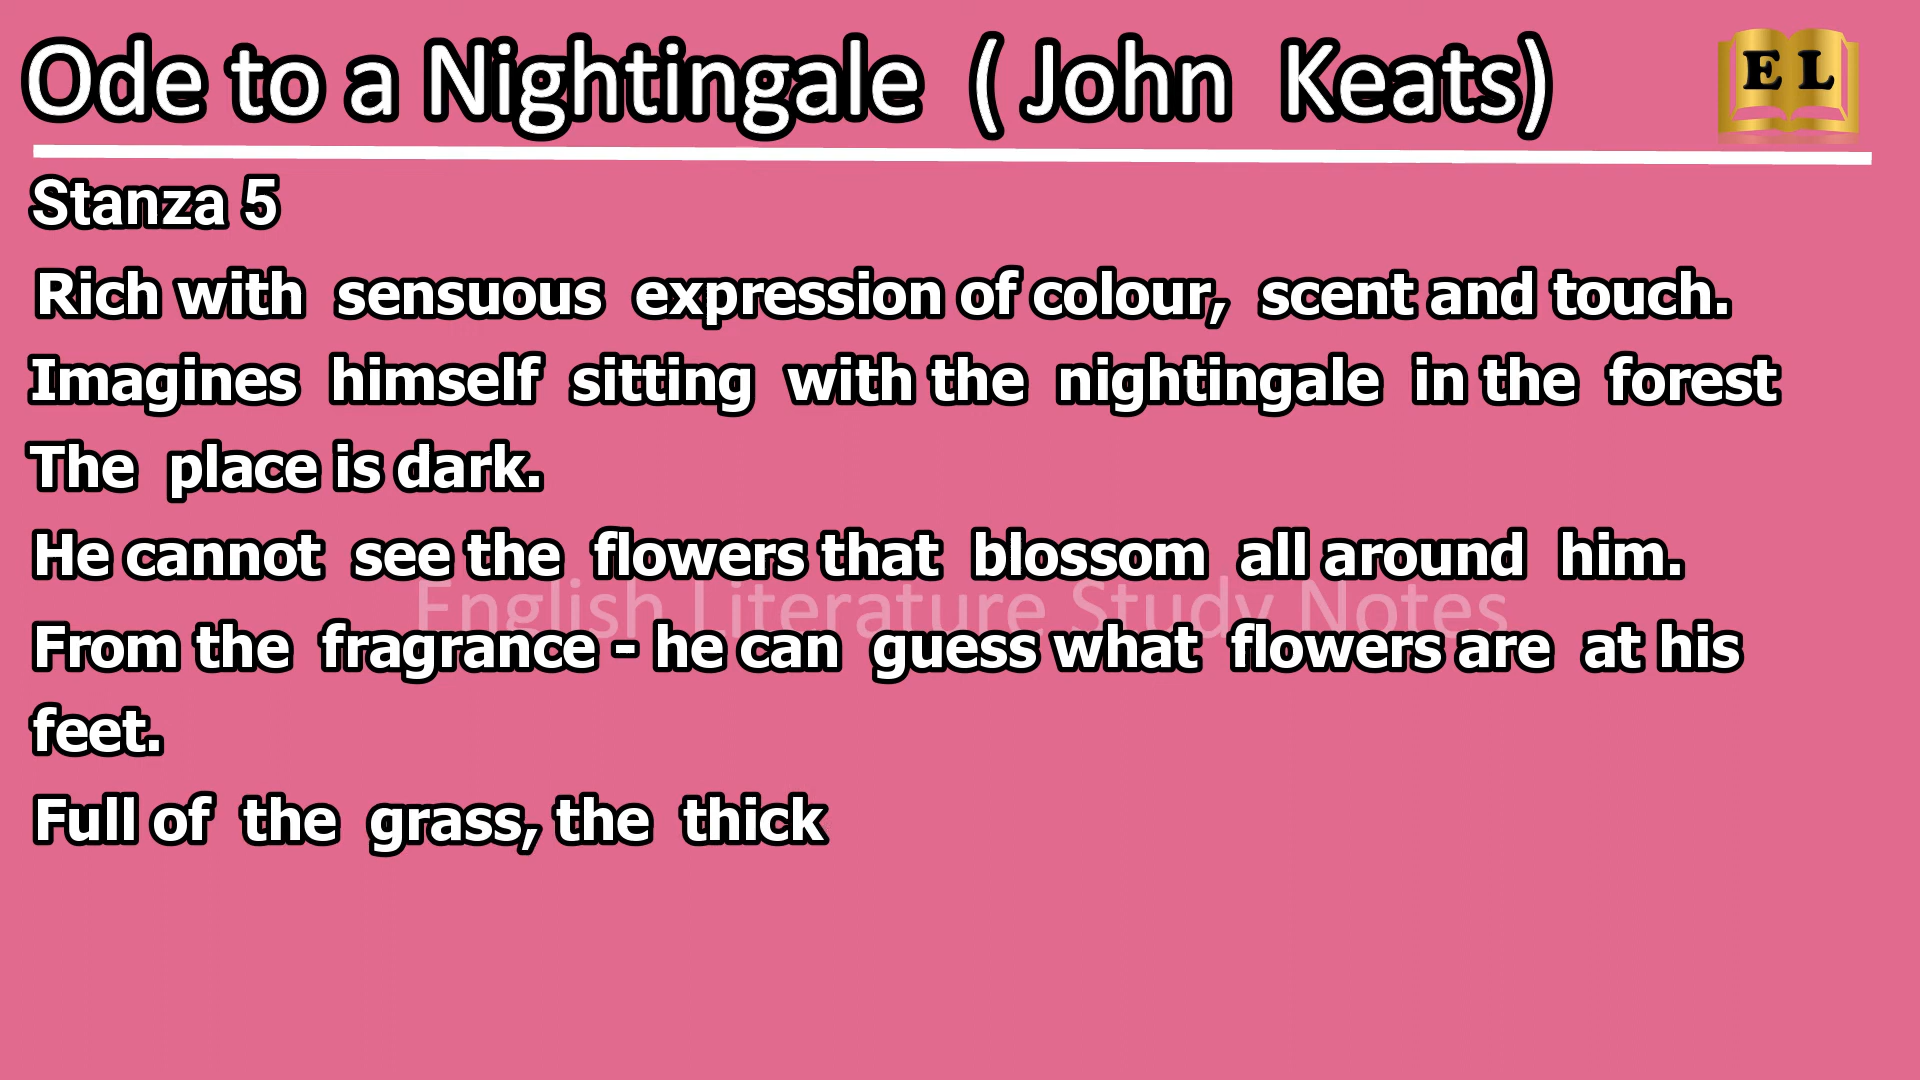 Ode to a Nightingale ( John Keats)
E L
Stanza 5
Rich with sensuous expression of colour, scent and touch.
Imagines himself sitting with the nightingale in the forest
The place is dark.
He cannot see the flowers that blossom all around him.
English Literature Study Notes
From the fragrance - he can guess what flowers are at his
feet.
Full of the grass, the thick